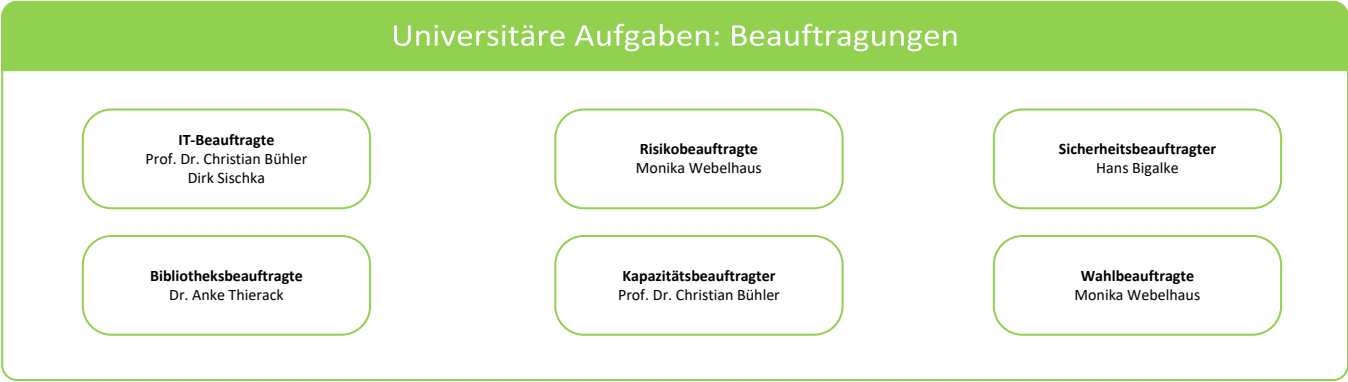 Universitäre Aufgaben: Beauftragungen
IT-Beauftragte
Prof. Dr. Christian Bühler
Dirk Sischka
Risikobeauftragte
Monika Webelhaus
Sicherheitsbeauftragter
Hans Bigalke
Bibliotheksbeauftragte
Dr. Anke Thierack
Kapazitätsbeauftragter
Prof. Dr. Christian Bühler
Wahlbeauftragte
Monika Webelhaus